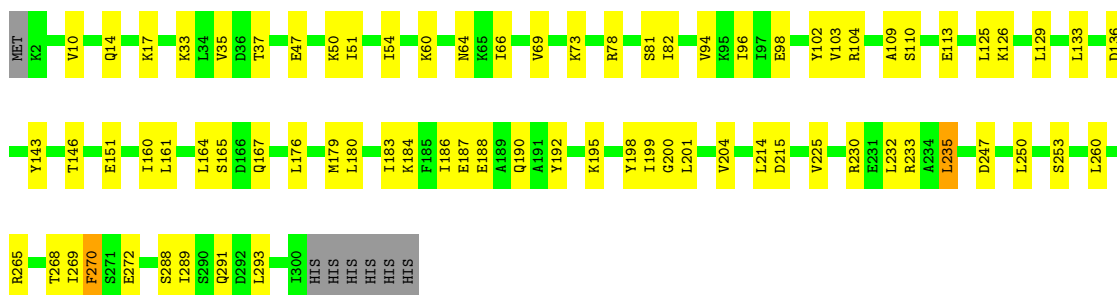 MET K2 V10 Q14 K17 K33 L34 V35 D36 T37 E47 K50 I51 I54 K60 N64 K65 I66 V69 K73 R78 S81 I82 V94 K95 I96 I97 E98 Y102 V103 R104 A109 S110 E113 L125 K126 L129 L133 D136
Y143 T146 E151 I160 L161 L164 S165 D166 Q167 L176 M179 L180 I183 K184 F185 I186 E187 E188 A189 Q190 A191 Y192 K195 Y198 I199 G200 L201 V204 L214 D215 V225 R230 E231 L232 R233 A234 L235 D247 L250 S253 L260
R265 T268 I269 F270 S271 E272 S288 I289 S290 Q291 D292 L293 I300 HIS HIS HIS HIS HIS HIS